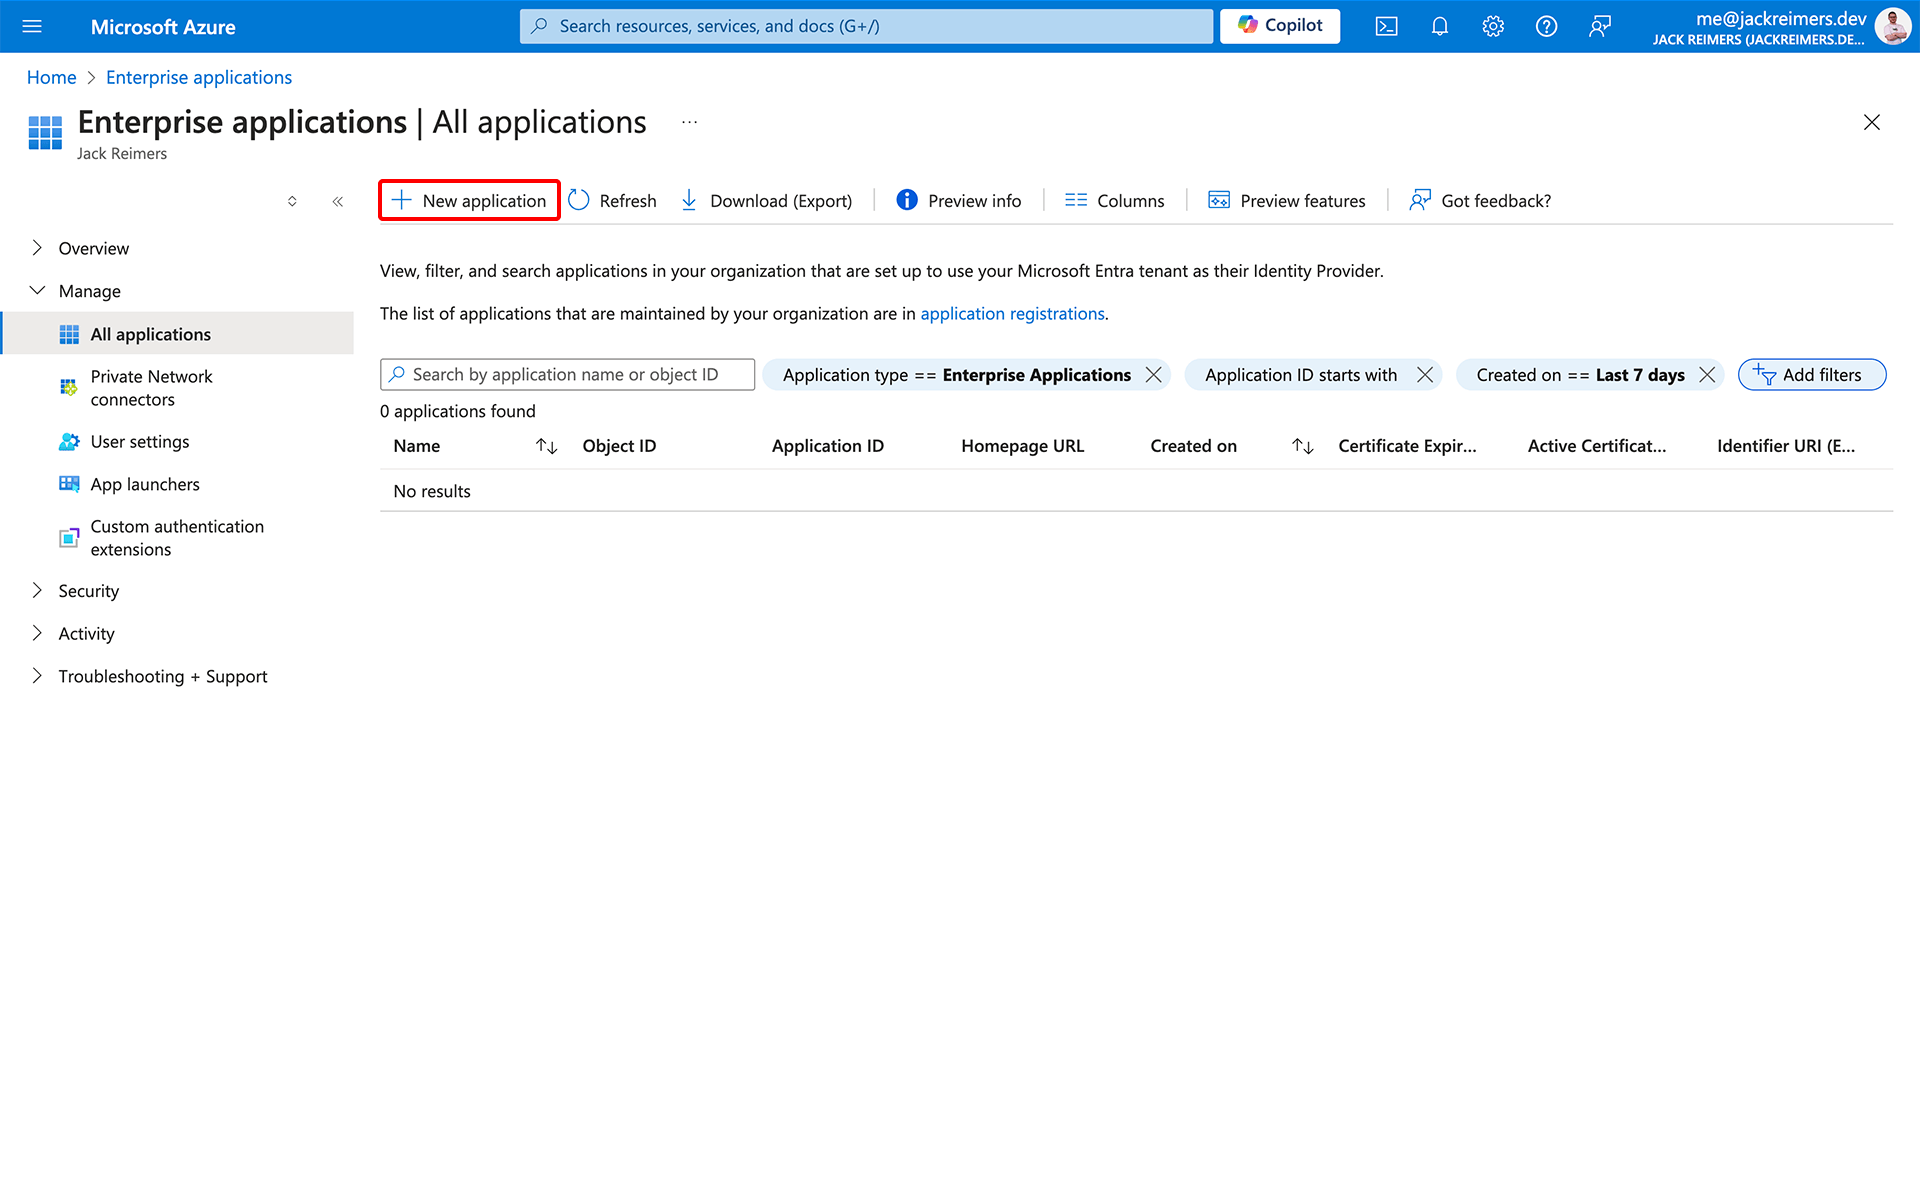 Microsoft Azure
Search resources, services, and docs (G+/)
Copilot
me@jackreimers.dev
JACK REIMERS (JACKREIMERS.DE...
Home > Enterprise applications
Enterprise applications | All applications ...
Jack Reimers
New application
Refresh
Download (Export)
Preview info
Columns
Preview features
Got feedback?
Overview
Manage
All applications
Private Network
connectors
User settings
App launchers
Custom authentication
extensions
Security
Activity
Troubleshooting + Support
View, filter, and search applications in your organization that are set up to use your Microsoft Entra tenant as their Identity Provider.
The list of applications that are maintained by your organization are in application registrations.
Search by application name or object ID
Application type == Enterprise Applications
Application ID starts with
Created on == Last 7 days
Add filters
0 applications found
Name
Object ID
Application ID
Homepage URL
Created on
Certificate Expir...
Active Certificat...
Identifier URI (E...
No results